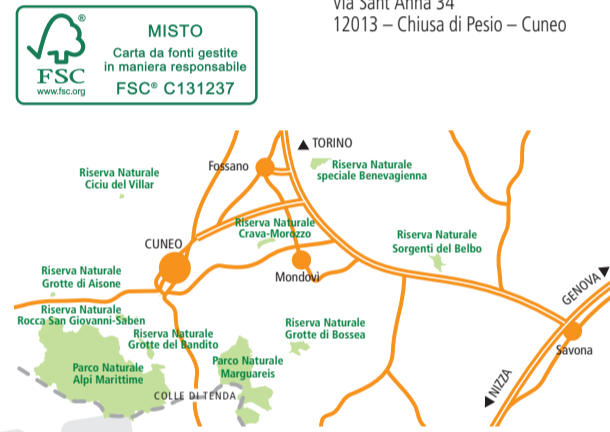 Via Sant'Anna 34
12013 – Chiusa di Pesio – Cuneo
MISTO
Carta da fonti gestite
in maniera responsabile
FSC® C131237
FSC
www.fsc.org
TORINO
Fossano
Riserva Naturale
speciale Benevagienna
Riserva Naturale
Ciciu del Villar
Riserva Naturale
Crava-Morozzo
CUNEO
Riserva Naturale
Sorgenti del Belbo
Mondovì
Riserva Naturale
Grotte di Aisone
GENOVA
Riserva Naturale
Rocca San Giovanni-Saben
Riserva Naturale
Grotte del Bandito
Riserva Naturale
Grotte di Bossea
Savona
Parco Naturale
Alpi Marittime
Parco Naturale
Marguareis
NIZZA
COLLE DI TENDA